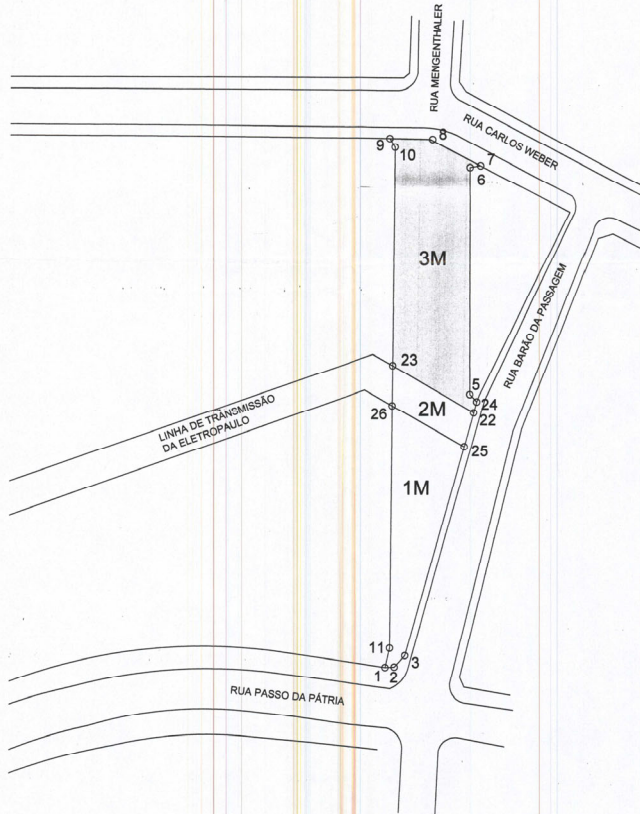 RUA MENGENTHALER
RUA CARLOS WEBER
8
9
10
7
6
3M
RUA BARÃO DA PASSAGEM
23
5
24
26
2M
22
LINHA DE TRANSMISSÃO
DA ELETROPAULO
25
1M
11
3
1
2
RUA PASSO DA PÁTRIA